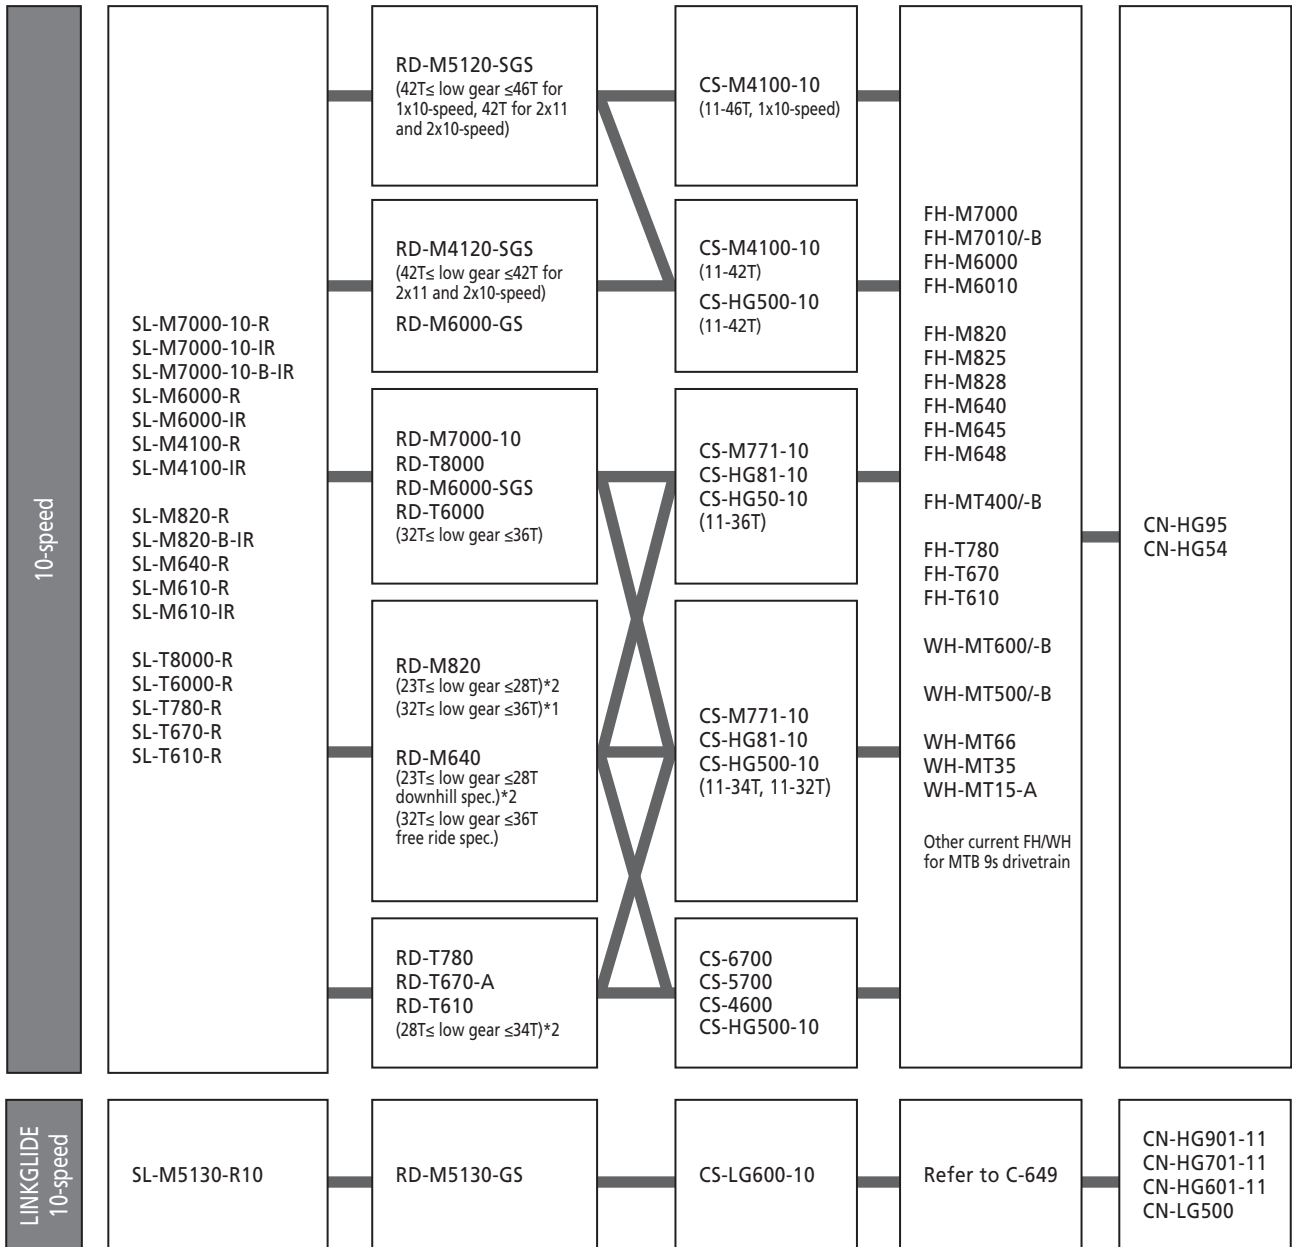 10-speed
SL-M7000-10-R
SL-M7000-10-IR
SL-M7000-10-B-IR
SL-M6000-R
SL-M6000-IR
SL-M4100-R
SL-M4100-IR
SL-M820-R
SL-M820-B-IR
SL-M640-R
SL-M610-R
SL-M610-IR
SL-T8000-R
SL-T6000-R
SL-T780-R
SL-T670-R
SL-T610-R
RD-M5120-SGS
(42T≤ low gear ≤46T for
1x10-speed, 42T for 2x11
and 2x10-speed)
RD-M4120-SGS
(42T≤ low gear ≤42T for
2x11 and 2x10-speed)
RD-M6000-GS
RD-M7000-10
RD-T8000
RD-M6000-SGS
RD-T6000
(32T≤ low gear ≤36T)
RD-M820
(23T≤ low gear ≤28T)*2
(32T≤ low gear ≤36T)*1
RD-M640
(23T≤ low gear ≤28T
downhill spec.)*2
(32T≤ low gear ≤36T
free ride spec.)
RD-T780
RD-T670-A
RD-T610
(28T≤ low gear ≤34T)*2
CS-M4100-10
(11-46T, 1x10-speed)
CS-M4100-10
(11-42T)
CS-HG500-10
(11-42T)
CS-M771-10
CS-HG81-10
CS-HG50-10
(11-36T)
CS-M771-10
CS-HG81-10
CS-HG500-10
(11-34T, 11-32T)
CS-6700
CS-5700
CS-4600
CS-HG500-10
FH-M7000
FH-M7010/-B
FH-M6000
FH-M6010
FH-M820
FH-M825
FH-M828
FH-M640
FH-M645
FH-M648
FH-MT400/-B
FH-T780
FH-T670
FH-T610
WH-MT600/-B
WH-MT500/-B
WH-MT66
WH-MT35
WH-MT15-A
Other current FH/WH
for MTB 9s drivetrain
CN-HG95
CN-HG54
LINKGLIDE
10-speed
SL-M5130-R10
RD-M5130-GS
CS-LG600-10
Refer to C-649
CN-HG901-11
CN-HG701-11
CN-HG601-11
CN-LG500